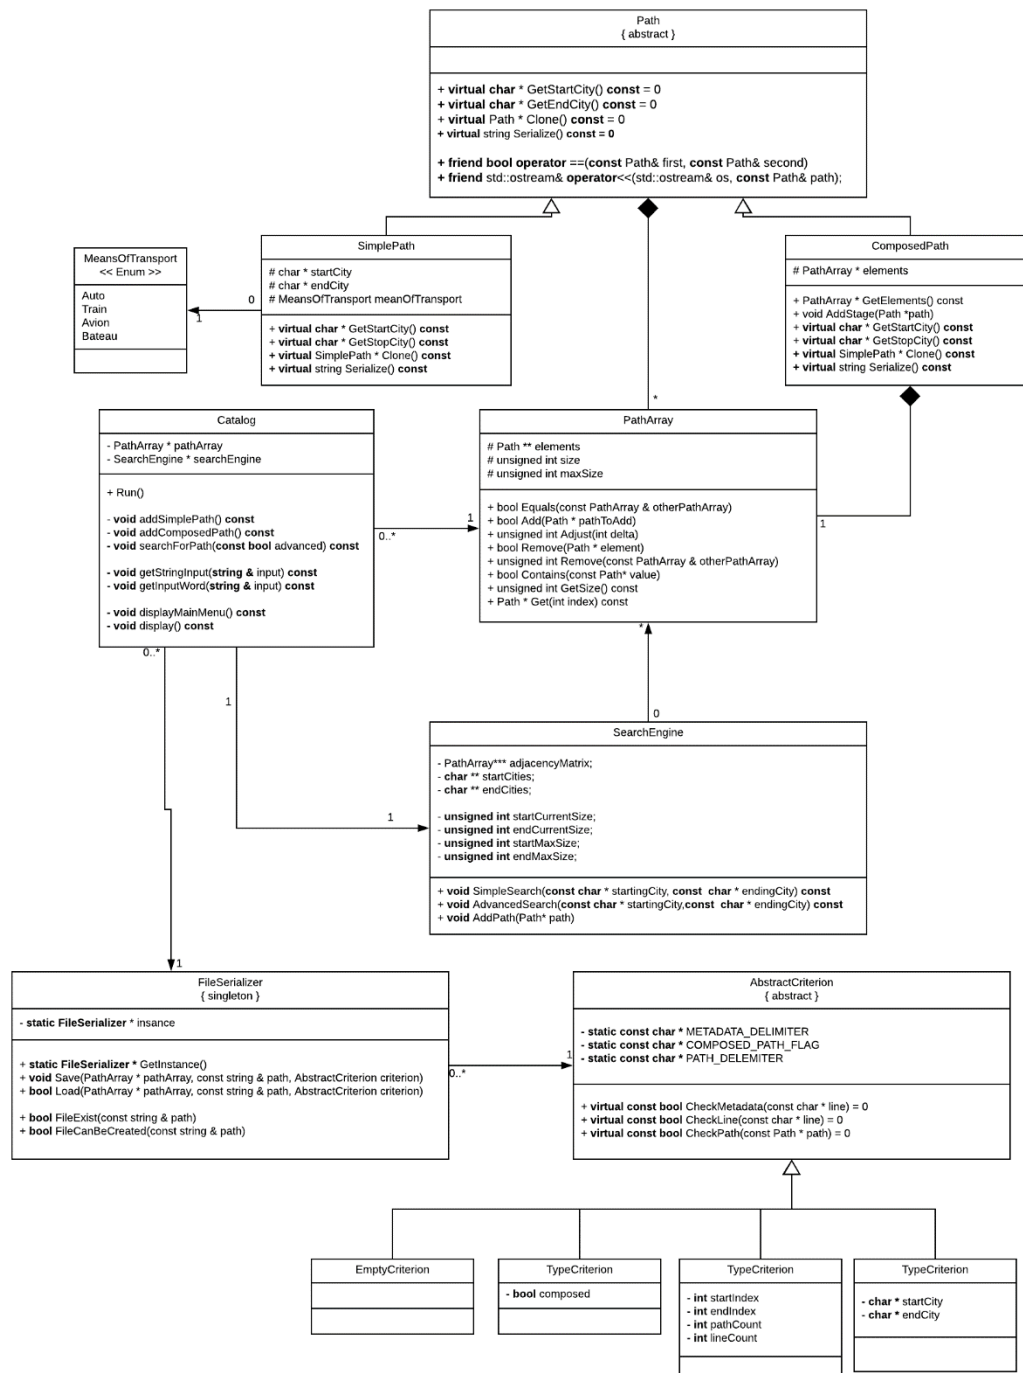 Path
{ abstract }
+ virtual char * GetStartCity() const = 0
+ virtual char * GetEndCity() const = 0
+ virtual Path * Clone() const = 0
+ virtual string Serialize() const = 0
+ friend bool operator ==(const Path& first, const Path& second)
+ friend std::ostream& operator<<(std::ostream& os, const Path& path);
MeansOfTransport
<< Enum >>
Auto
Train
Avion
Bateau
0
1
SimplePath
# char * startCity
# char * endCity
# MeansOfTransport meanOfTransport
+ virtual char * GetStartCity() const
+ virtual char * GetStopCity() const
+ virtual SimplePath * Clone() const
+ virtual string Serialize() const
ComposedPath
# PathArray * elements
+ PathArray * GetElements() const
+ void AddStage(Path *path)
+ virtual char * GetStartCity() const
+ virtual char * GetStopCity() const
+ virtual SimplePath * Clone() const
+ virtual string Serialize() const
*
Catalog
- PathArray * pathArray
- SearchEngine * searchEngine
+ Run()
- void addSimplePath() const
- void addComposedPath() const
- void searchForPath(const bool advanced) const
- void getStringInput(string & input) const
- void getInputWord(string & input) const
- void displayMainMenu() const
- void display() const
1
0..*
PathArray
# Path ** elements
# unsigned int size
# unsigned int maxSize
+ bool Equals(const PathArray & otherPathArray)
+ bool Add(Path * pathToAdd)
+ unsigned int Adjust(int delta)
+ bool Remove(Path * element)
+ unsigned int Remove(const PathArray & otherPathArray)
+ bool Contains(const Path* value)
+ unsigned int GetSize() const
+ Path * Get(int index) const
1
0..*
*
1
0
SearchEngine
- PathArray*** adjacencyMatrix;
- char ** startCities;
- char ** endCities;
- unsigned int startCurrentSize;
- unsigned int endCurrentSize;
- unsigned int startMaxSize;
- unsigned int endMaxSize;
+ void SimpleSearch(const char * startingCity, const char * endingCity) const
+ void AdvancedSearch(const char * startingCity,const char * endingCity) const
+ void AddPath(Path* path)
1
1
FileSerializer
{ singleton }
- static FileSerializer * insance
+ static FileSerializer * GetInstance()
+ void Save(PathArray * pathArray, const string & path, AbstractCriterion criterion)
+ bool Load(PathArray * pathArray, const string & path, AbstractCriterion criterion)
+ bool FileExist(const string & path)
+ bool FileCanBeCreated(const string & path)
0..*
1
AbstractCriterion
{ abstract }
- static const char * METADATA_DELIMITER
- static const char * COMPOSED_PATH_FLAG
- static const char * PATH_DELEMITER
+ virtual const bool CheckMetadata(const char * line) = 0
+ virtual const bool CheckLine(const char * line) = 0
+ virtual const bool CheckPath(const Path * path) = 0
EmptyCriterion
TypeCriterion
- bool composed
TypeCriterion
- int startIndex
- int endIndex
- int pathCount
- int lineCount
TypeCriterion
- char * startCity
- char * endCity